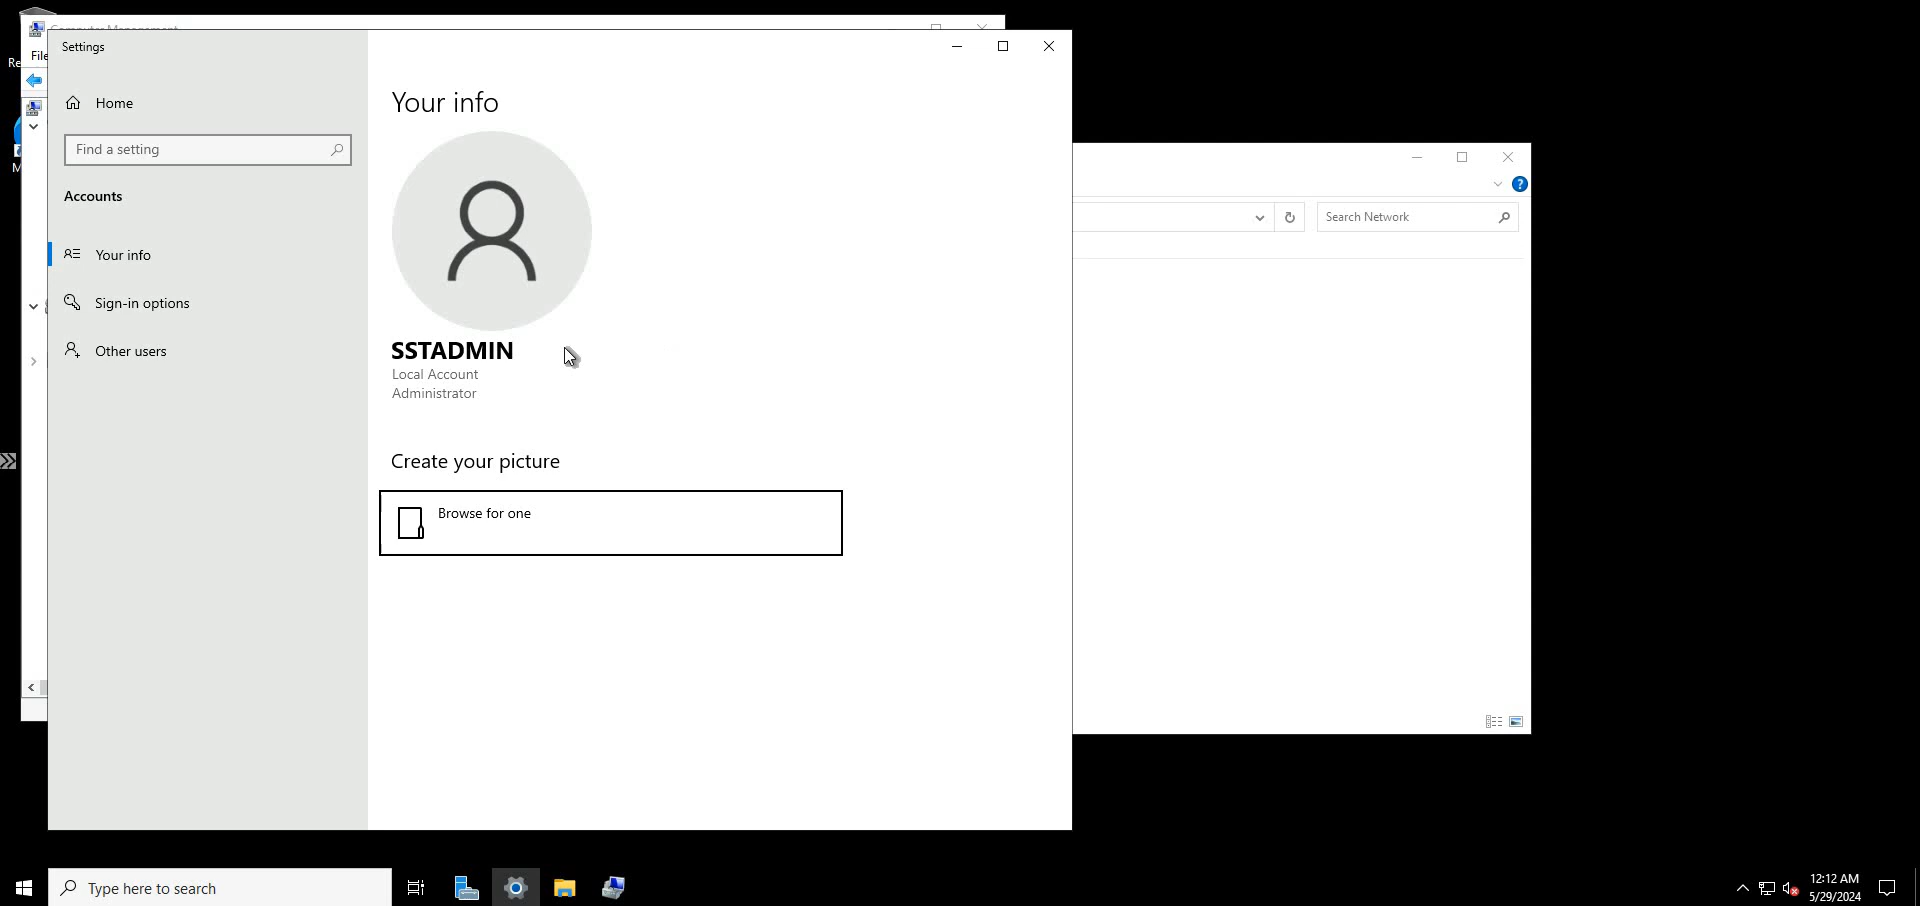 Computer Management
Settings
File
Re
Home
Your info
Find a setting
Accounts
Your info
Sign-in options
Other users
M
SSTADMIN
Local Account
Administrator
Create your picture
Browse for one
Search Network
Type here to search
12:12 AM
5/29/2024